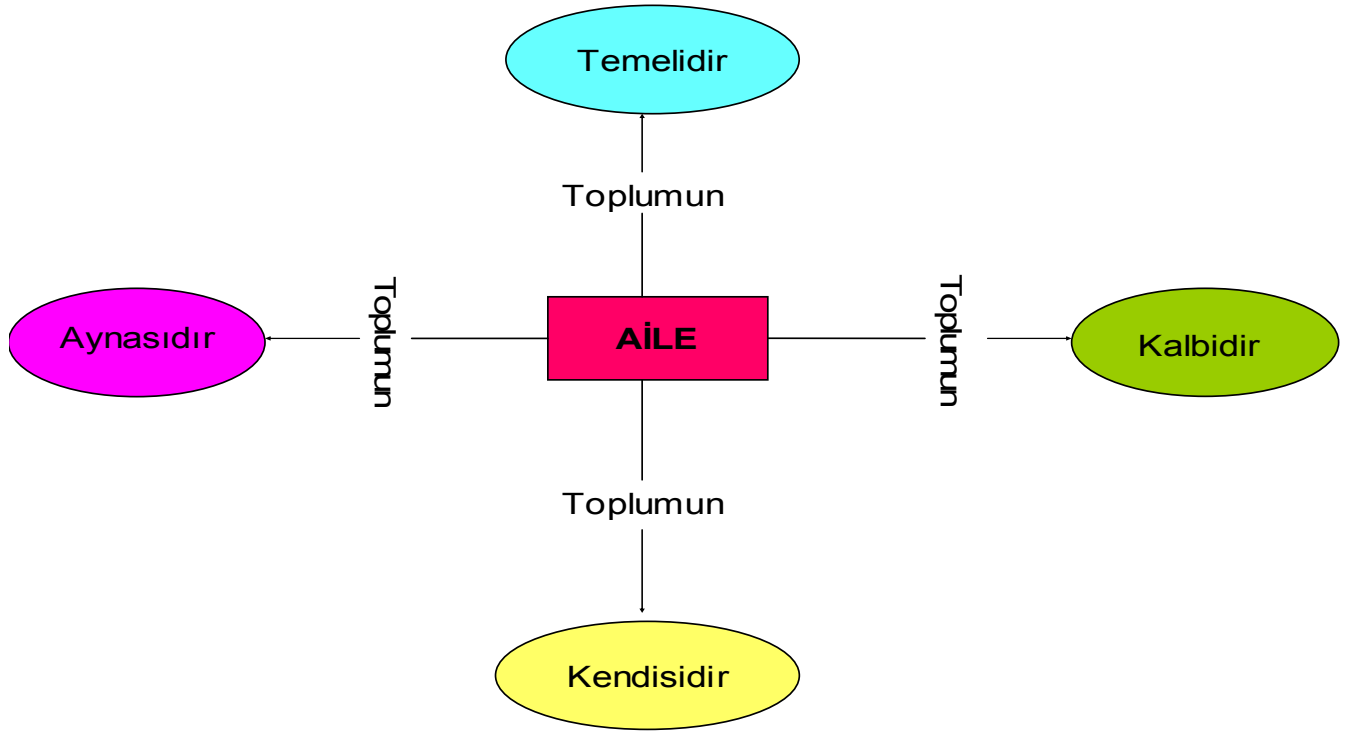 Temelidir
Toplumun
Aynasıdır
Toplumun
AİLE
Toplumun
Kalbidir
Toplumun
Kendisidir